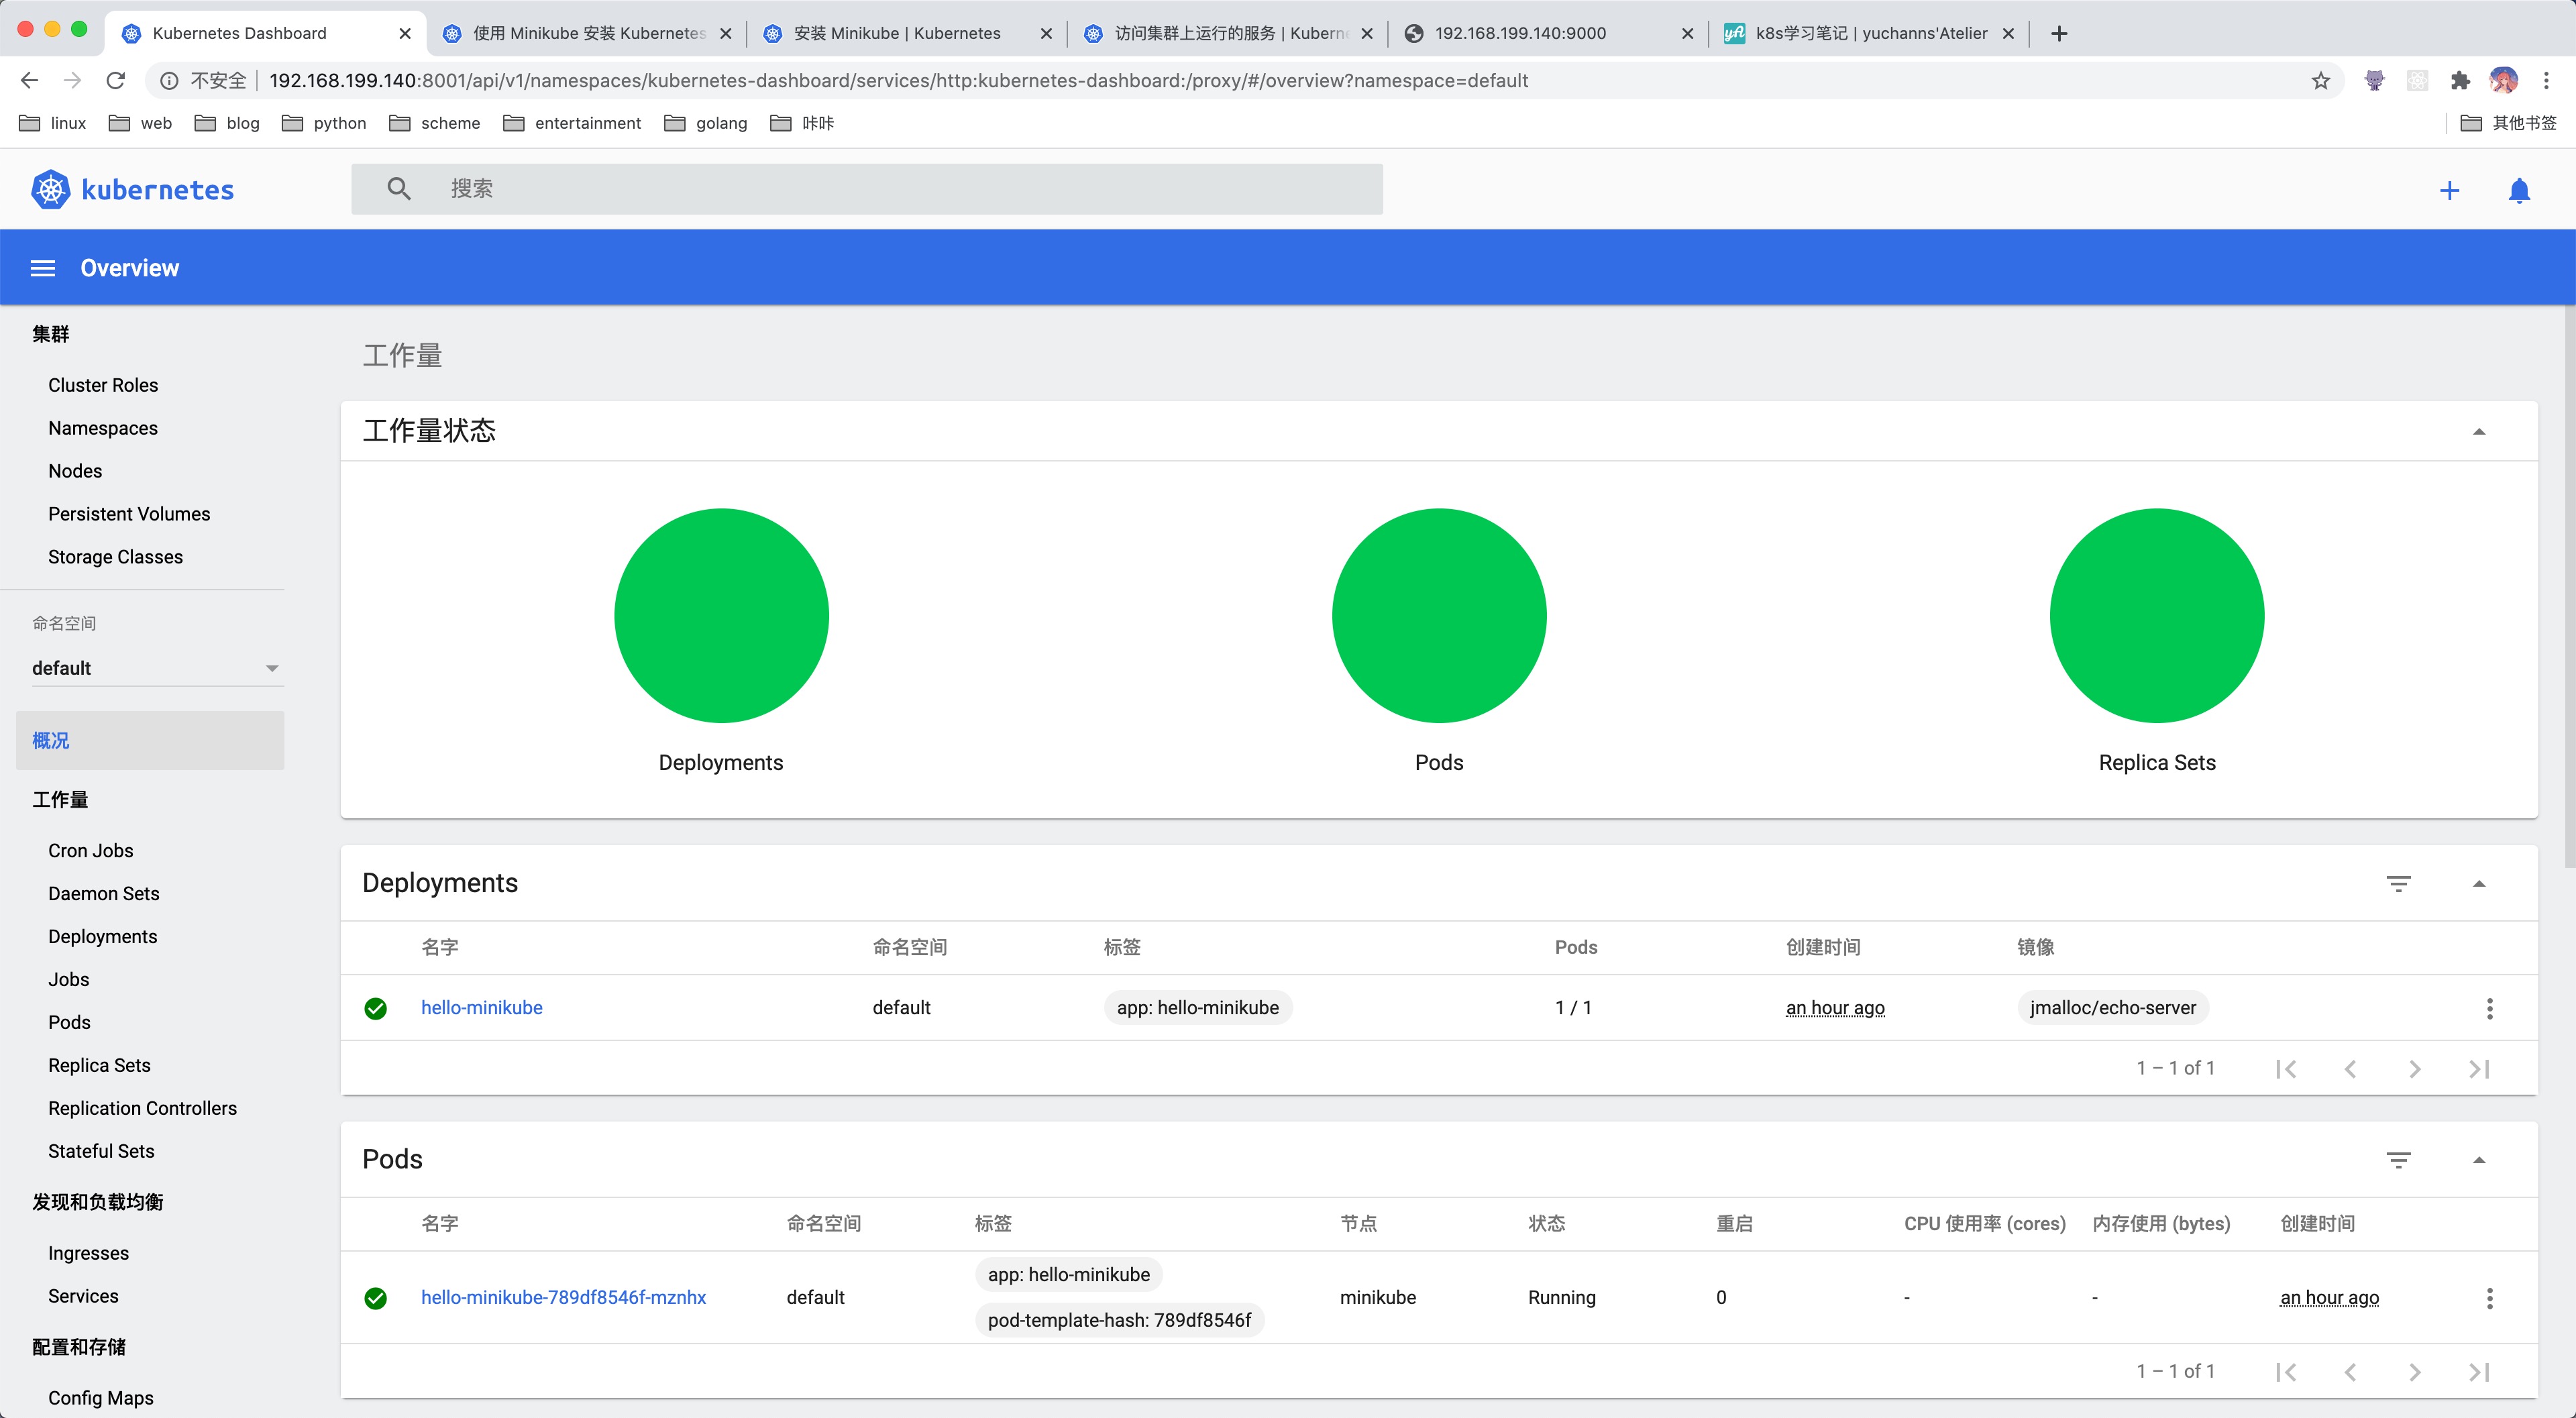 Kubernetes Dashboard
使用 Minikube 安装 Kubernetes
安装 Minikube | Kubernetes
访问集群上运行的服务 | Kuberne
192.168.199.140:9000
k8s学习笔记 | yuchanns'Atelier
不安全 192.168.199.140:8001/api/v1/namespaces/kubernetes-dashboard/services/http:kubernetes-dashboard:/proxy/#/overview?namespace=default
linux web blog python scheme entertainment golang 咔咔 其他书签
kubernetes 搜索
Overview
集群
Cluster Roles
Namespaces
Nodes
Persistent Volumes
Storage Classes
命名空间
default
概况
工作量
Cron Jobs
Daemon Sets
Deployments
Jobs
Pods
Replica Sets
Replication Controllers
Stateful Sets
发现和负载均衡
Ingresses
Services
配置和存储
Config Maps
工作量
工作量状态
Deployments Pods Replica Sets
Deployments
名字 命名空间 标签 Pods 创建时间 镜像
hello-minikube default app: hello-minikube 1 / 1 an hour ago jmalloc/echo-server
1 – 1 of 1
Pods
名字 命名空间 标签 节点 状态 重启 CPU 使用率 (cores) 内存使用 (bytes) 创建时间
app: hello-minikube
hello-minikube-789df8546f-mznhx default minikube Running 0 - - an hour ago
pod-template-hash: 789df8546f
1 – 1 of 1